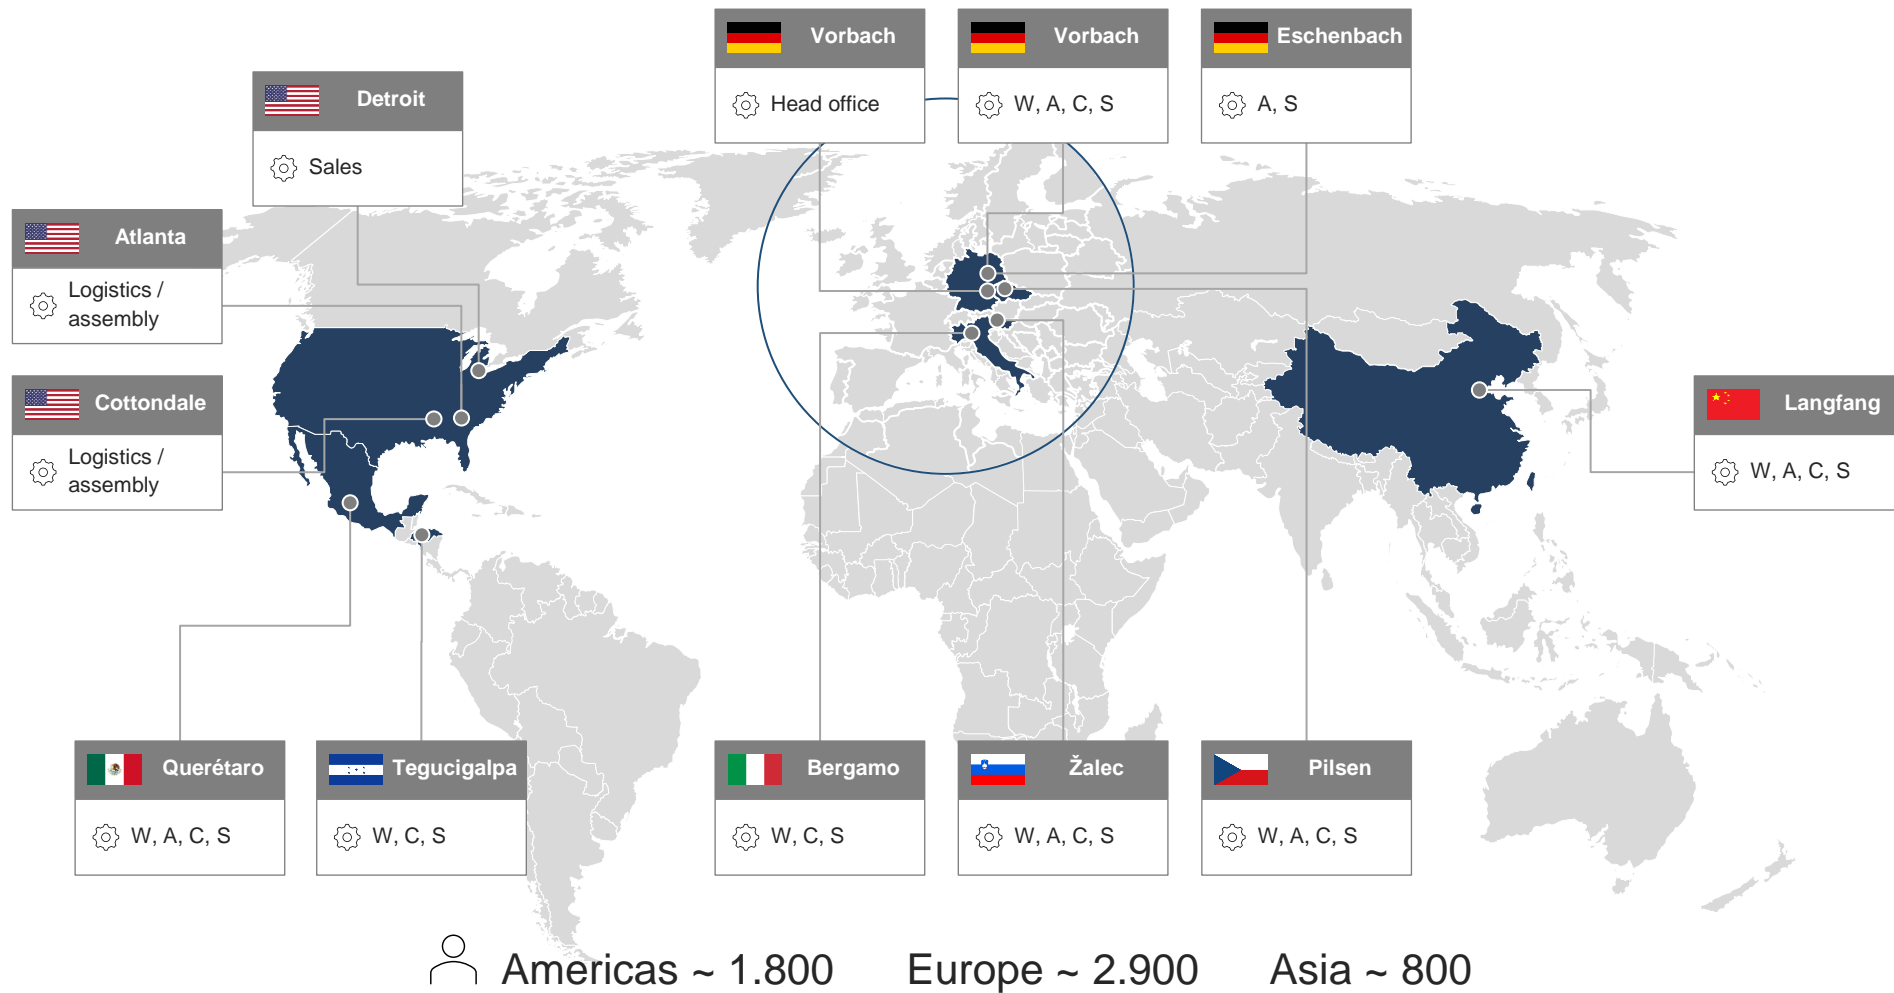 Vorbach
Head office
Vorbach
W, A, C, S
Eschenbach
A, S
Detroit
Sales
Atlanta
Logistics /
assembly
Cottondale
Logistics /
assembly
Langfang
W, A, C, S
Querétaro
W, A, C, S
Tegucigalpa
W, C, S
Bergamo
W, C, S
Žalec
W, A, C, S
Pilsen
W, A, C, S
Americas ~ 1.800 Europe ~ 2.900 Asia ~ 800